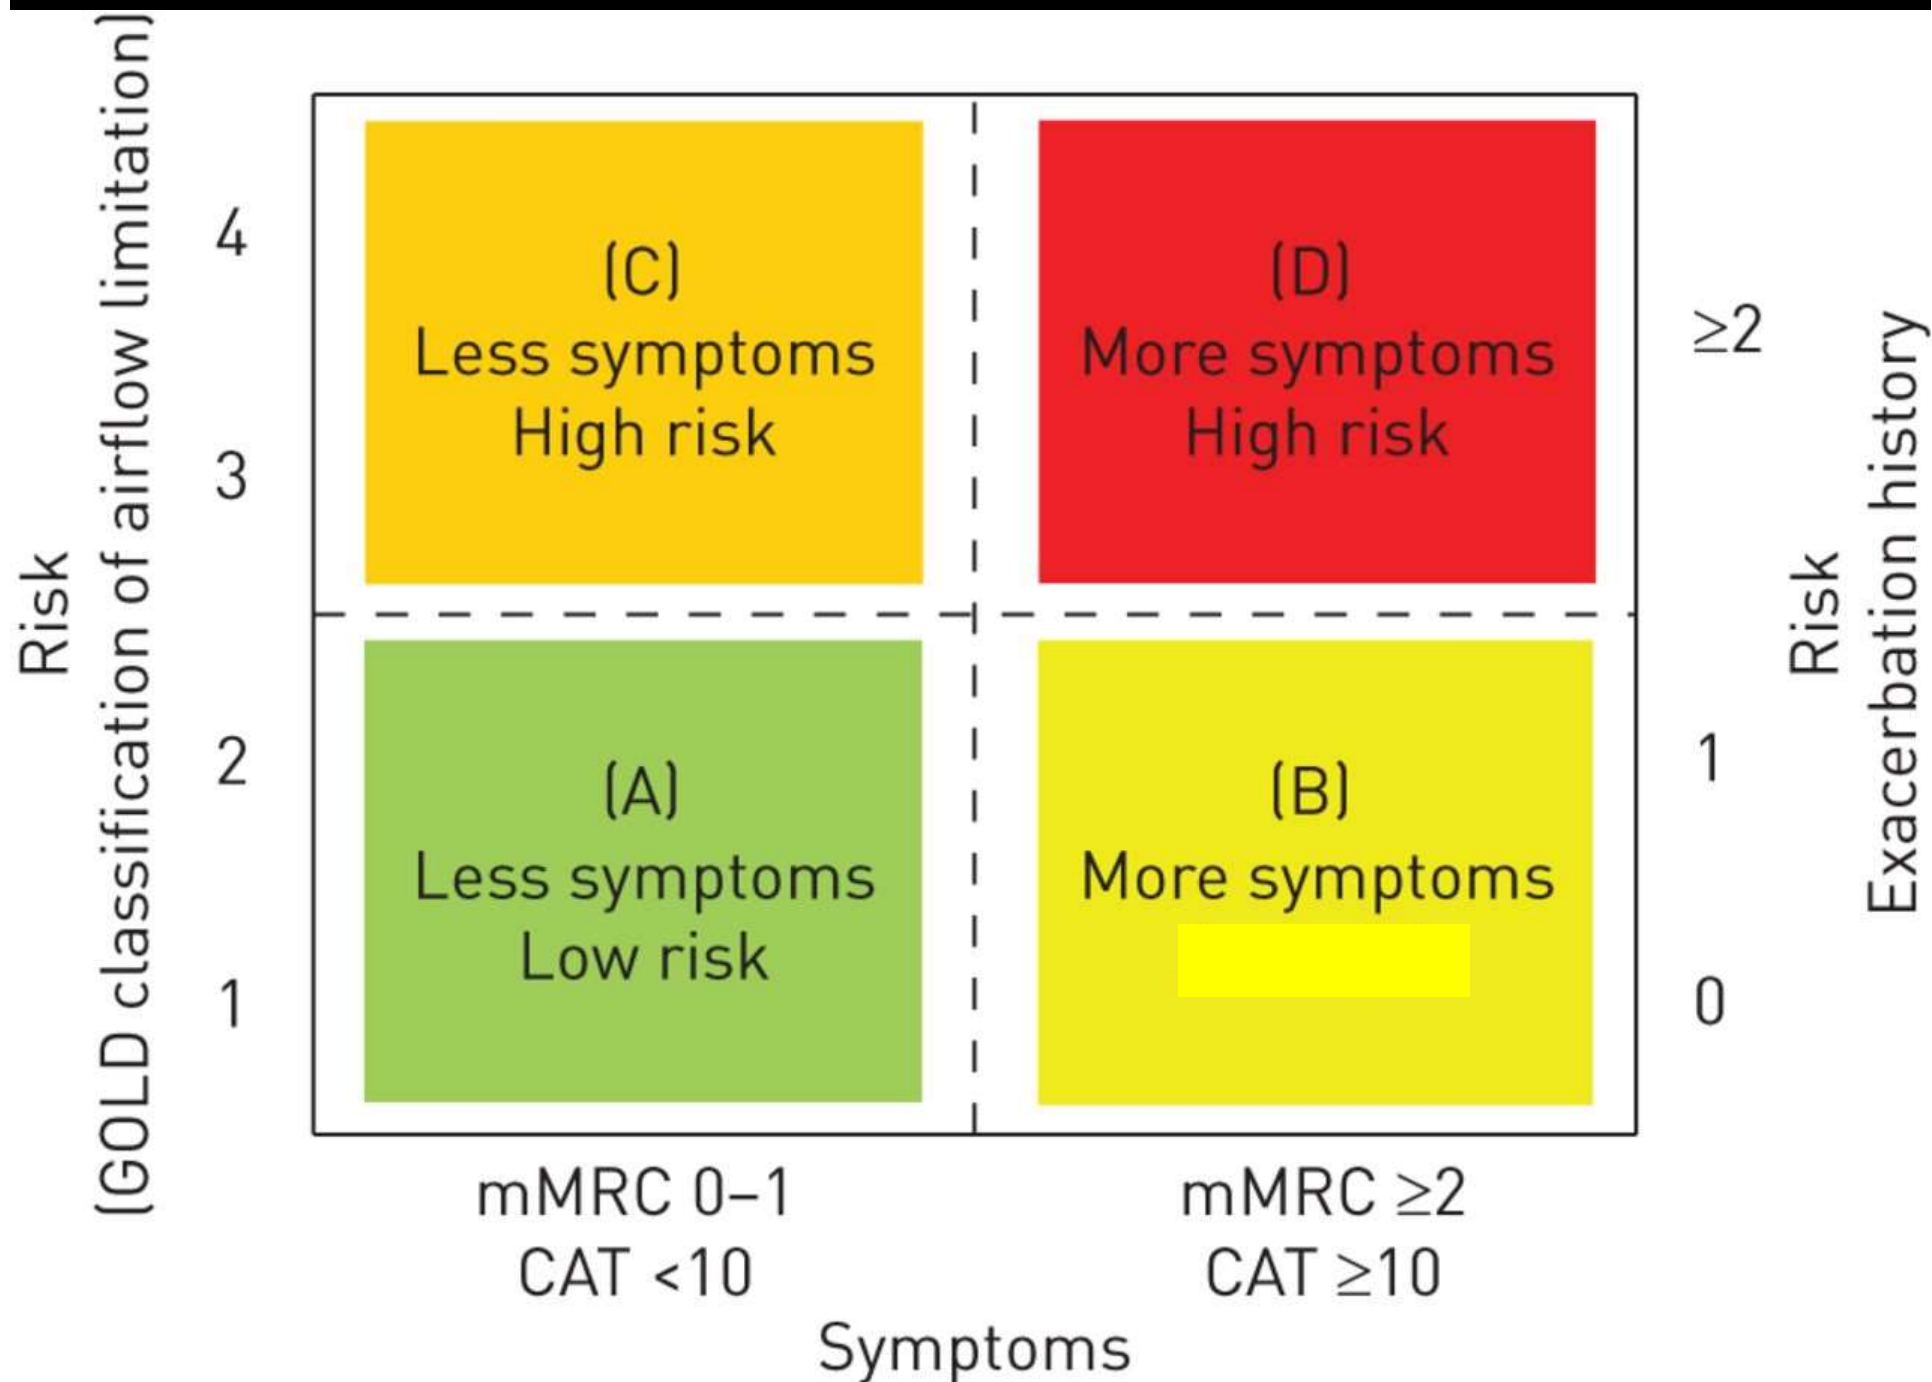 Risk
(GOLD classification of airflow limitation)
4
3
2
1
(C)
Less symptoms
High risk
(D)
More symptoms
High risk
(A)
Less symptoms
Low risk
(B)
More symptoms
≥2
1
0
Risk
Exacerbation history
mMRC 0–1
CAT <10
mMRC ≥2
CAT ≥10
Symptoms